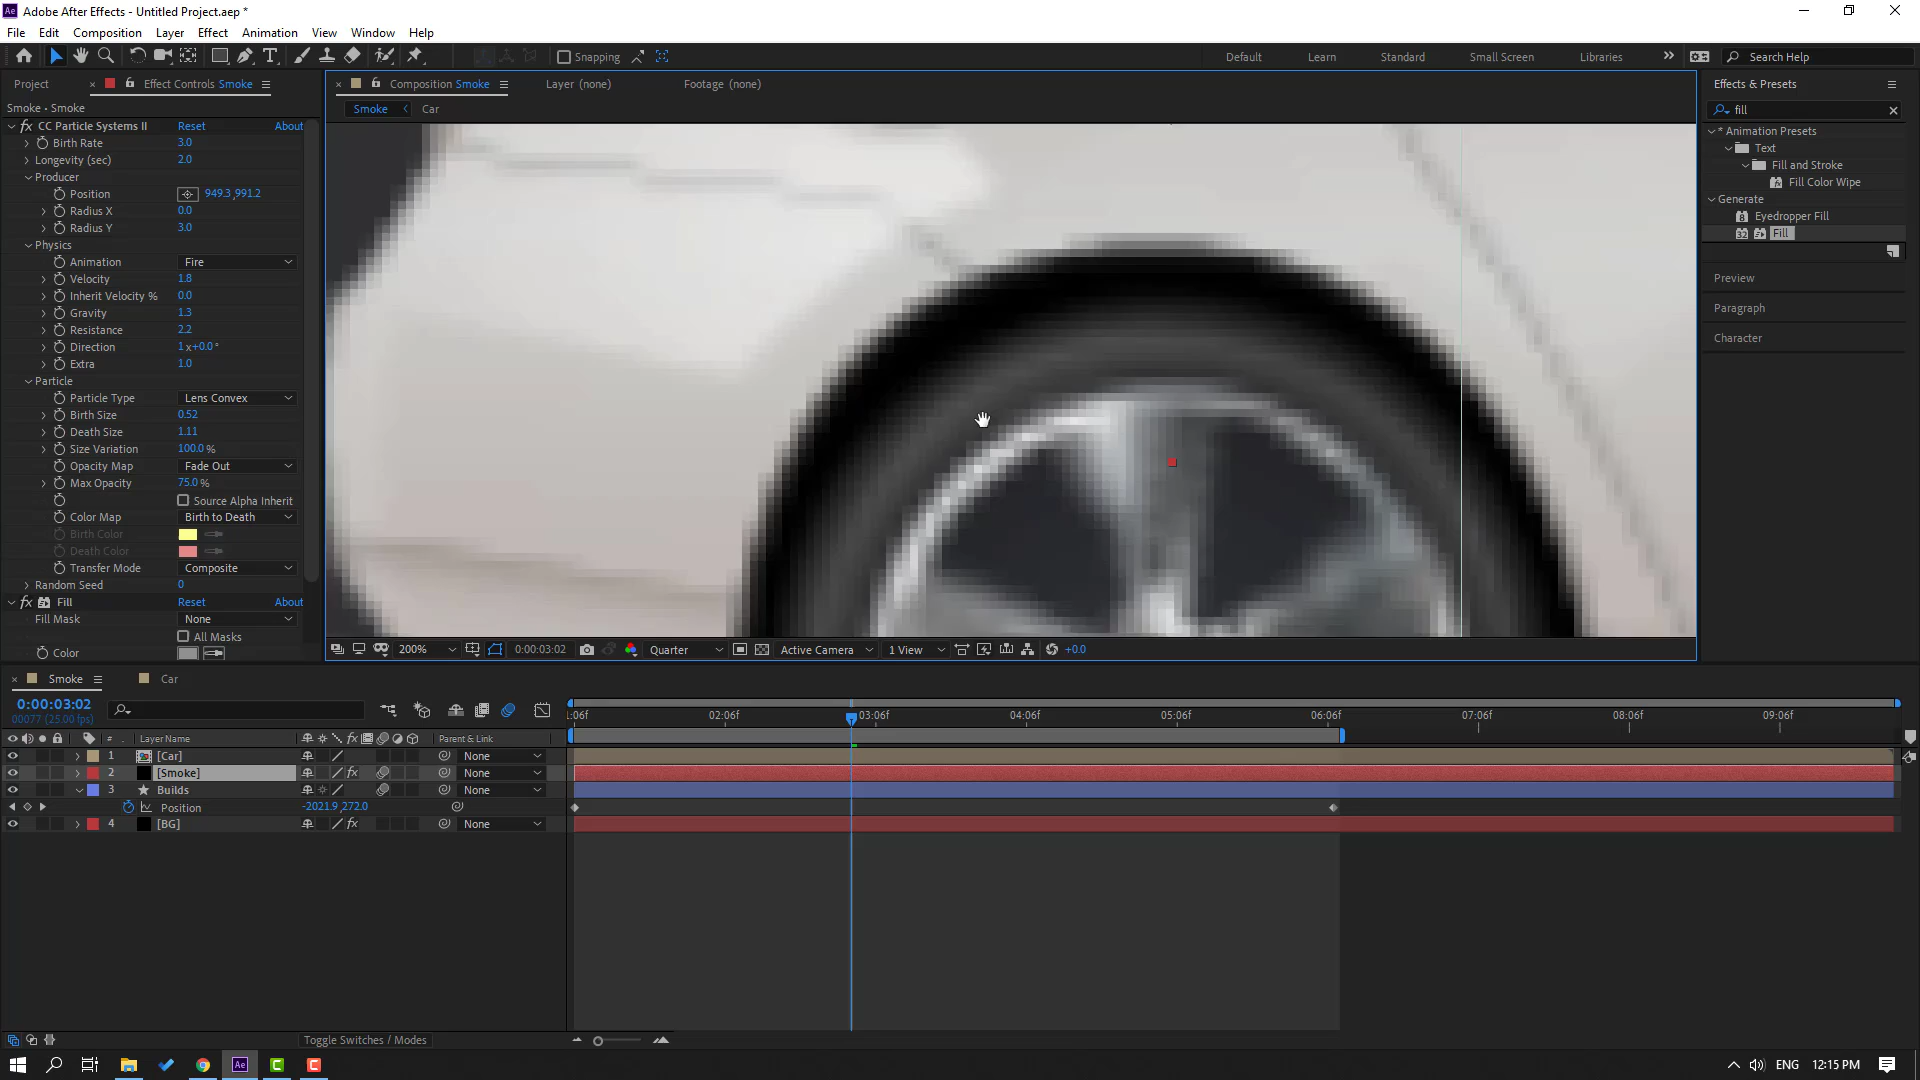 Adobe After Effects - Untitled Project.aep *
File Edit Composition Layer Effect Animation View Window Help
Snapping Default Learn Standard Small Screen Libraries Search Help
Project Effect Controls Smoke Composition Smoke Layer (none) Footage (none) Effects & Presets
Smoke • Smoke Smoke Car fill
CC Particle Systems II Reset About
Birth Rate 3.0
Longevity (sec) 2.0
Producer
Position 949.3,991.2
Radius X 0.0
Radius Y 3.0
Physics
Animation Fire
Velocity 1.8
Inherit Velocity % 0.0
Gravity 1.3
Resistance 2.2
Direction 1x+0.0°
Extra 1.0
Particle
Particle Type Lens Convex
Birth Size 0.52
Death Size 1.11
Size Variation 100.0%
Opacity Map Fade Out
Max Opacity 75.0%
Source Alpha Inherit
Color Map Birth to Death
Birth Color
Death Color
Transfer Mode Composite
Random Seed 0
Fill Reset About
Fill Mask None
All Masks
Color
* Animation Presets
Text
Fill and Stroke
Fill Color Wipe
Generate
Eyedropper Fill
Fill
Preview
Paragraph
Character
200% 0:00:03:02 Quarter Active Camera 1 View +0.0
Smoke Car
0:00:03:02
00077 (25.00 fps)
1:06f 02:06f 03:06f 04:06f 05:06f 06:06f 07:06f 08:06f 09:06f
# Layer Name Parent & Link
1 [Car] None
2 [Smoke] None
3 Builds None
Position -2021.9,272.0
4 [BG] None
Toggle Switches / Modes
ENG 12:15 PM